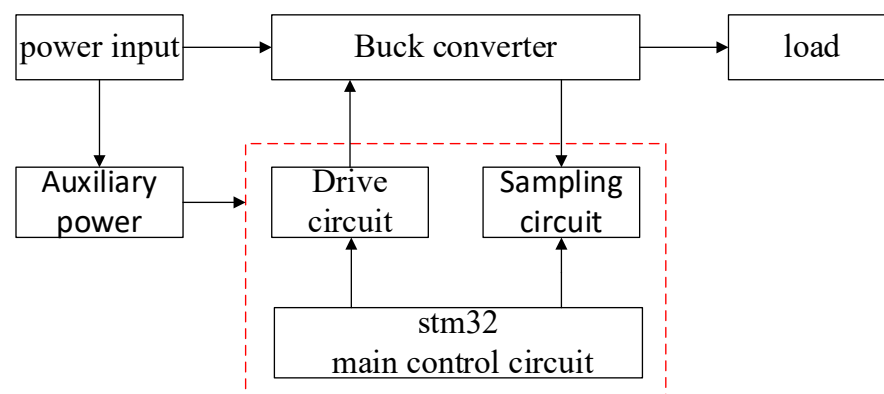 power input
Buck converter
load
Auxiliary
power
Drive
circuit
Sampling
circuit
stm32
main control circuit